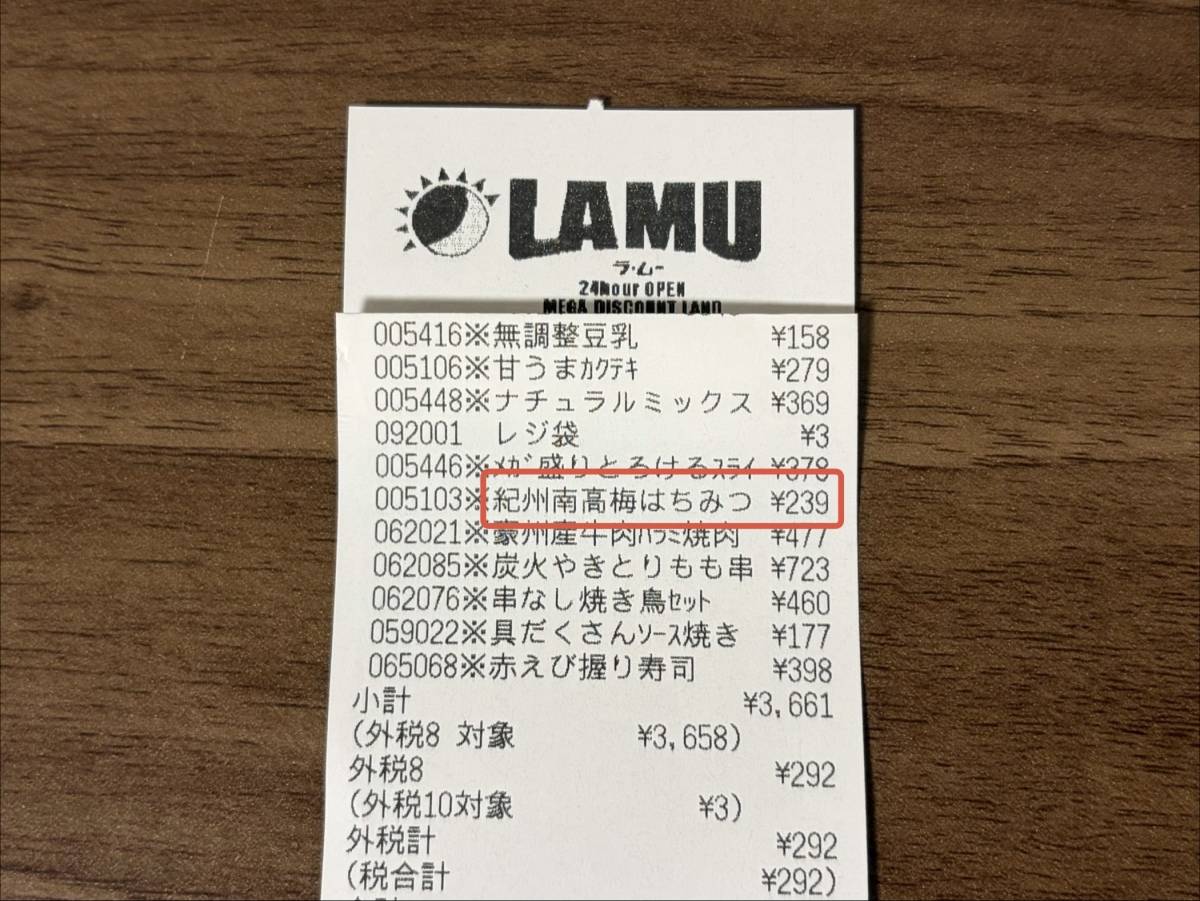 LAMU
ラ・ムー
24Hour OPEN
MEGA DISCOUNT LAND
005416※無調整豆乳 ¥158
005106※甘うまカクテキ ¥279
005448※ナチュラルミックス ¥369
092001 レジ袋 ¥3
005446※メガ盛りとろけるスライ ¥378
005103※紀州南高梅はちみつ ¥239
062021※豪州産牛肉ハラミ焼肉 ¥477
062085※炭火やきとりもも串 ¥723
062076※串なし焼き鳥セット ¥460
059022※具だくさんソース焼き ¥177
065068※赤えび握り寿司 ¥398
小計 ¥3,661
(外税8 対象 ¥3,658)
外税8 ¥292
(外税10対象 ¥3)
外税計 ¥292
(税合計 ¥292)